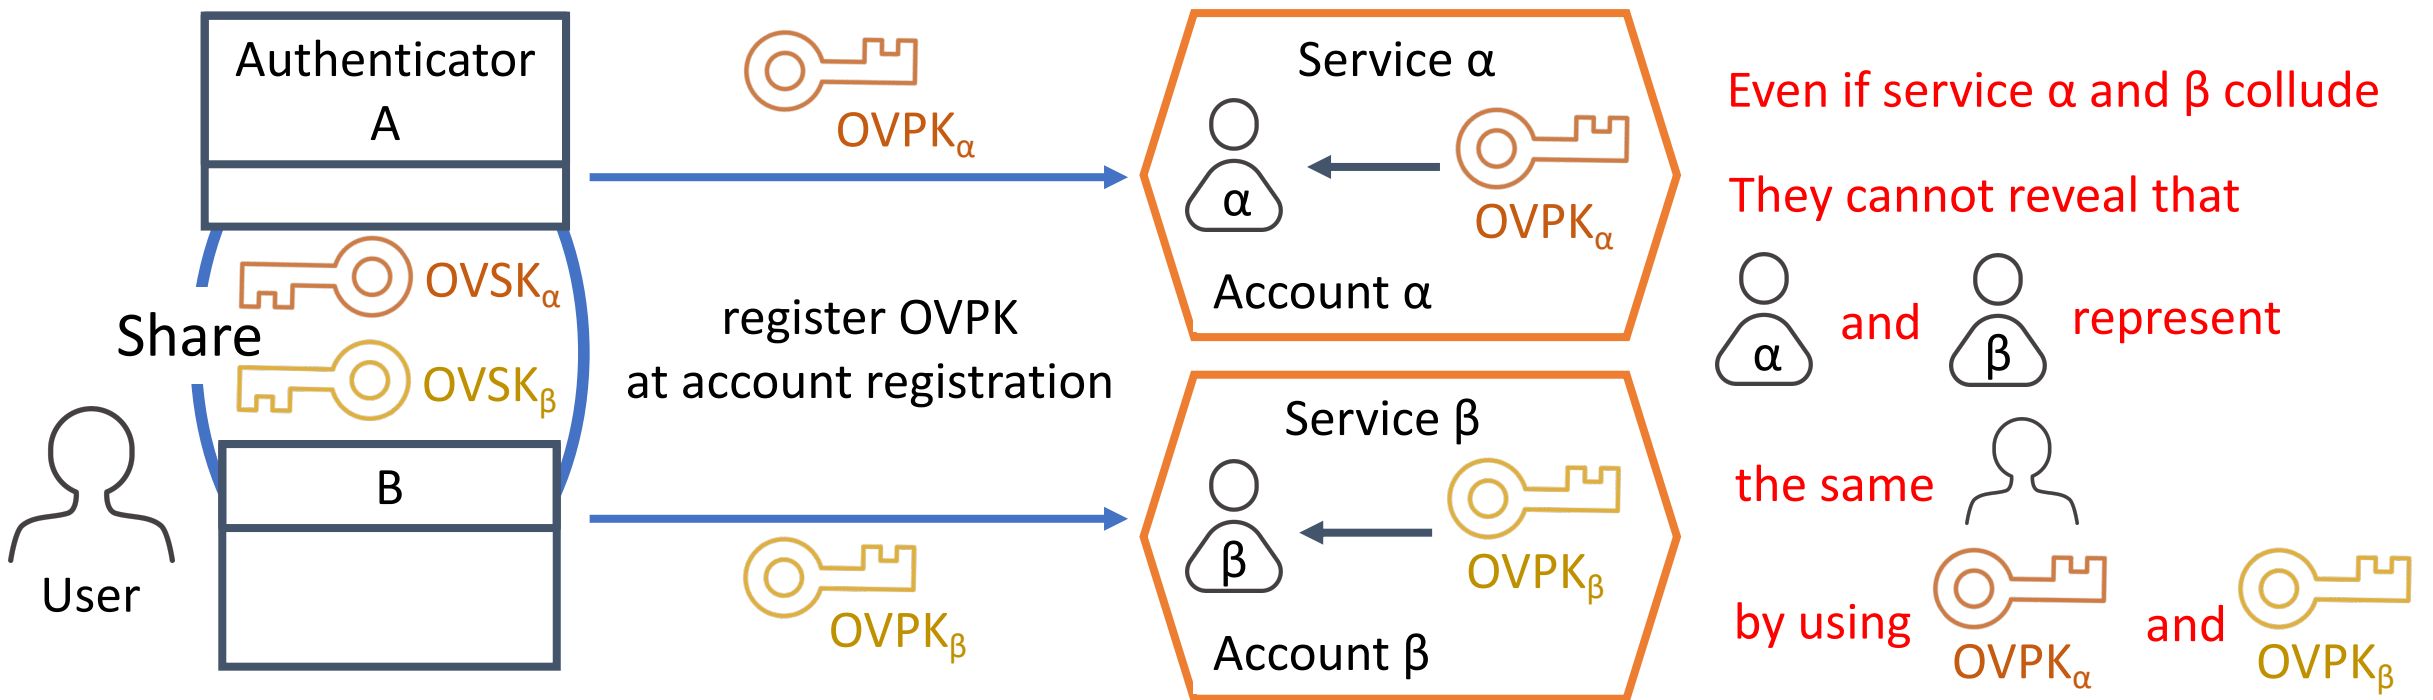 Authenticator
A
OVSKα
Share
OVSKβ
B
User
OVPKα
register OVPK
at account registration
OVPKβ
Service α
α
OVPKα
Account α
Service β
β
OVPKβ
Account β
Even if service α and β collude
They cannot reveal that
α and β represent
the same
by using OVPKα and OVPKβ